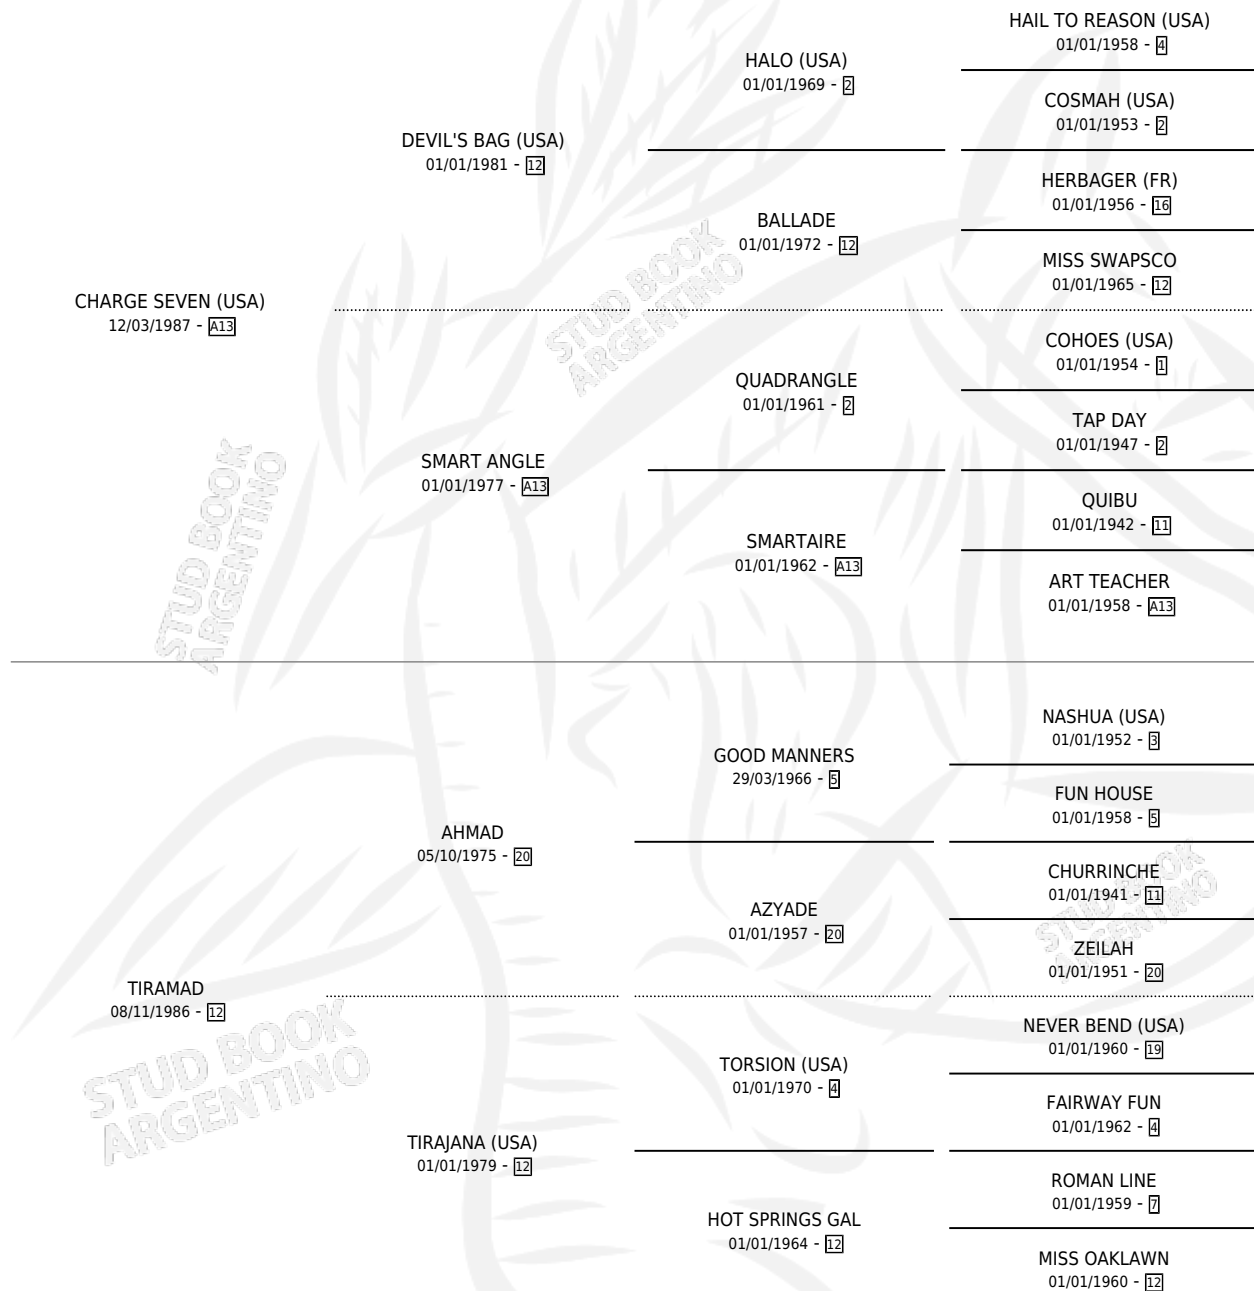 HAIL TO REASON (USA)
01/01/1958 - 4
HALO (USA)
01/01/1969 - 2
COSMAH (USA)
01/01/1953 - 2
DEVIL'S BAG (USA)
01/01/1981 - 12
HERBAGER (FR)
01/01/1956 - 16
BALLADE
01/01/1972 - 12
MISS SWAPSCO
01/01/1965 - 12
CHARGE SEVEN (USA)
12/03/1987 - A13
COHOES (USA)
01/01/1954 - 1
QUADRANGLE
01/01/1961 - 2
TAP DAY
01/01/1947 - 2
SMART ANGLE
01/01/1977 - A13
QUIBU
01/01/1942 - 11
SMARTAIRE
01/01/1962 - A13
ART TEACHER
01/01/1958 - A13
STUD BOOK
ARGENTINO
STUD BOOK
ARGENTINO
NASHUA (USA)
01/01/1952 - 3
GOOD MANNERS
29/03/1966 - 5
FUN HOUSE
01/01/1958 - 5
AHMAD
05/10/1975 - 20
CHURRINCHE
01/01/1941 - 11
AZYADE
01/01/1957 - 20
ZEILAH
01/01/1951 - 20
STUD BOOK
ARGENTINO
TIRAMAD
08/11/1986 - 12
NEVER BEND (USA)
01/01/1960 - 19
TORSION (USA)
01/01/1970 - 4
FAIRWAY FUN
01/01/1962 - 4
STUD BOOK
ARGENTINO
TIRAJANA (USA)
01/01/1979 - 12
ROMAN LINE
01/01/1959 - 7
HOT SPRINGS GAL
01/01/1964 - 12
MISS OAKLAWN
01/01/1960 - 12